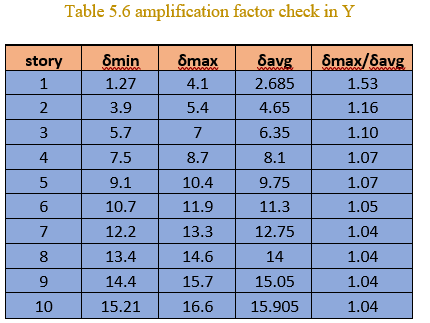 Table 5.6 amplification factor check in Y
story δmin δmax δavg δmax/δavg
1 1.27 4.1 2.685 1.53
2 3.9 5.4 4.65 1.16
3 5.7 7 6.35 1.10
4 7.5 8.7 8.1 1.07
5 9.1 10.4 9.75 1.07
6 10.7 11.9 11.3 1.05
7 12.2 13.3 12.75 1.04
8 13.4 14.6 14 1.04
9 14.4 15.7 15.05 1.04
10 15.21 16.6 15.905 1.04